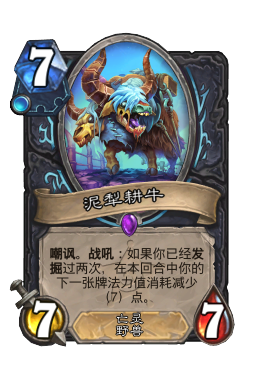 7
泥犁耕牛
嘲讽。战吼：如果你已经发
掘过两次，在本回合中你的
下一张牌法力值消耗减少
（7）点。
7
亡灵
野兽
7